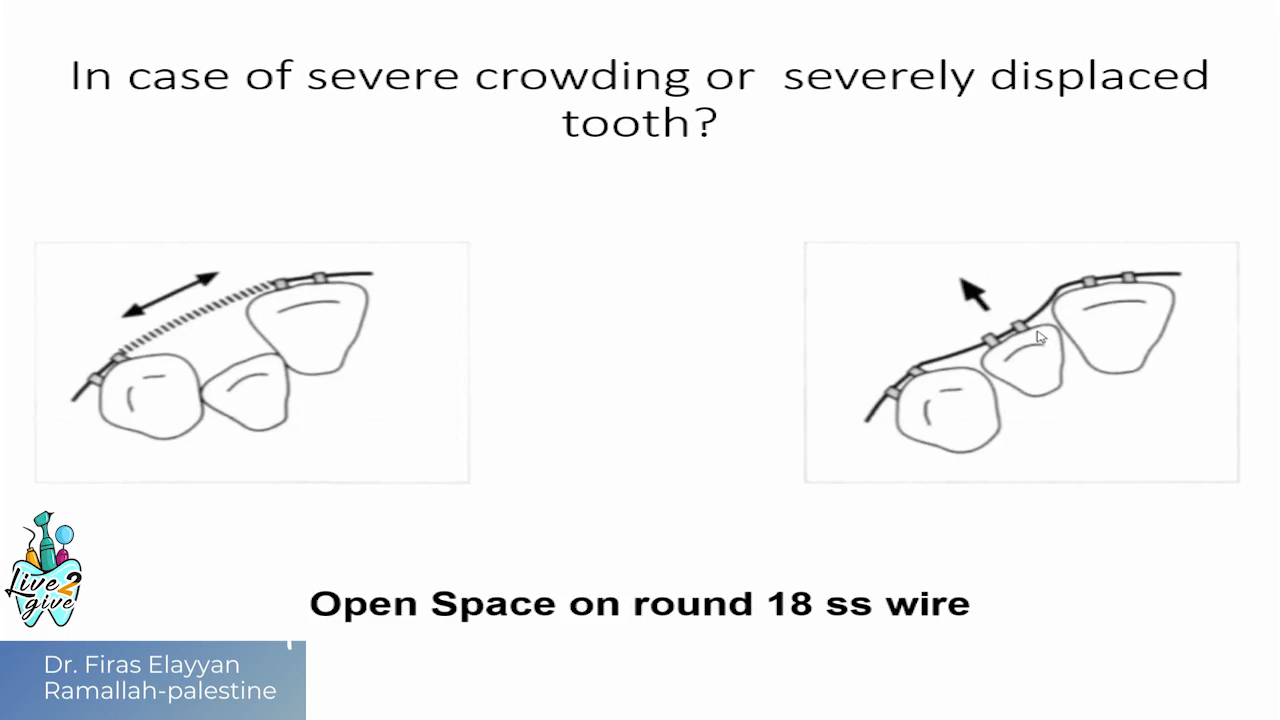 In case of severe crowding or severely displaced
tooth?
Open Space on round 18 ss wire
Live 2
give
Dr. Firas Elayyan
Ramallah-palestine